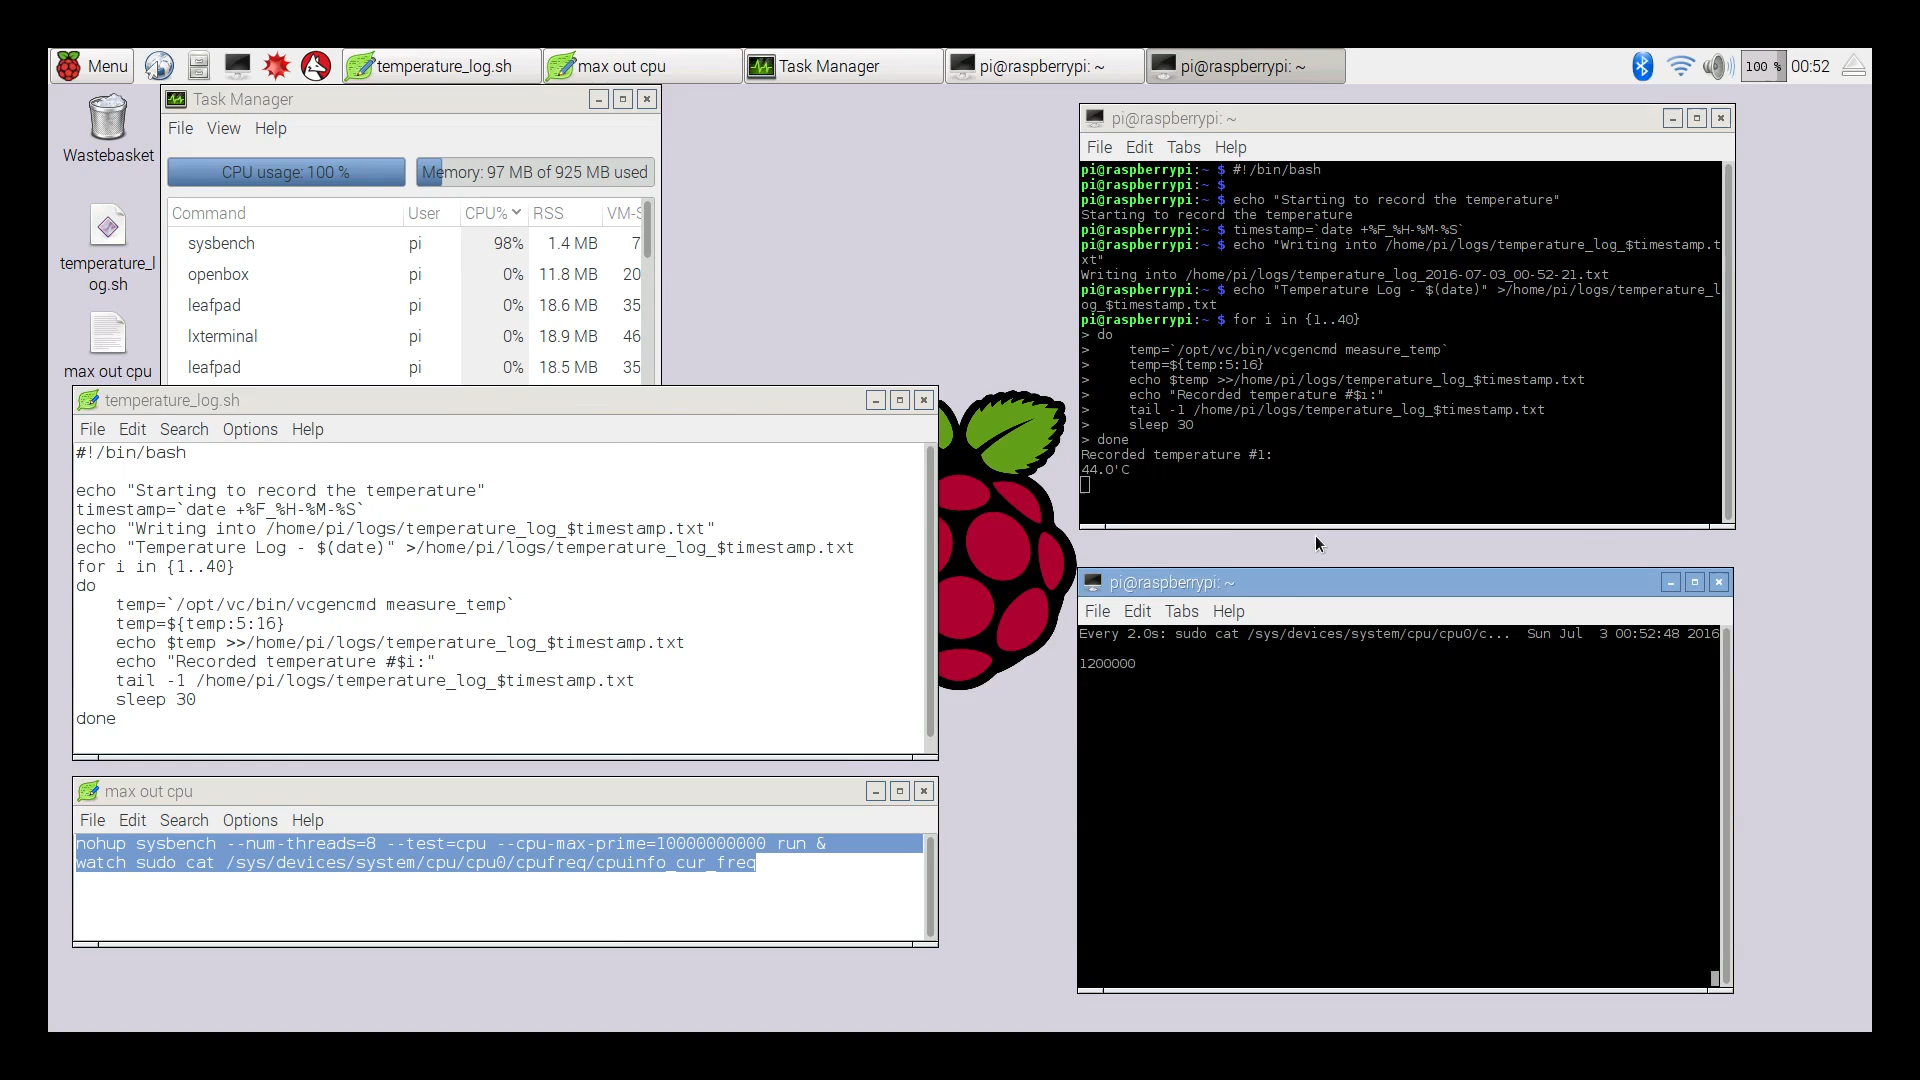 Menu
temperature_log.sh
max out cpu
Task Manager
pi@raspberrypi: ~
pi@raspberrypi: ~
100 %
00:52
Wastebasket
temperature_l
og.sh
max out cpu
Task Manager
File View Help
CPU usage: 100 %
Memory: 97 MB of 925 MB used
Command User CPU% RSS VM-S
sysbench pi 98% 1.4 MB 7
openbox pi 0% 11.8 MB 20
leafpad pi 0% 18.6 MB 35
lxterminal pi 0% 18.9 MB 46
leafpad pi 0% 18.5 MB 35
temperature_log.sh
File Edit Search Options Help
#!/bin/bash
echo "Starting to record the temperature"
timestamp=`date +%F_%H-%M-%S`
echo "Writing into /home/pi/logs/temperature_log_$timestamp.txt"
echo "Temperature Log - $(date)" >/home/pi/logs/temperature_log_$timestamp.txt
for i in {1..40}
do
temp=`/opt/vc/bin/vcgencmd measure_temp`
temp=${temp:5:16}
echo $temp >>/home/pi/logs/temperature_log_$timestamp.txt
echo "Recorded temperature #$i:"
tail -1 /home/pi/logs/temperature_log_$timestamp.txt
sleep 30
done
max out cpu
File Edit Search Options Help
nohup sysbench --num-threads=8 --test=cpu --cpu-max-prime=10000000000 run &
watch sudo cat /sys/devices/system/cpu/cpu0/cpufreq/cpuinfo_cur_freq
pi@raspberrypi: ~
File Edit Tabs Help
pi@raspberrypi:~ $ #!/bin/bash
pi@raspberrypi:~ $
pi@raspberrypi:~ $ echo "Starting to record the temperature"
Starting to record the temperature
pi@raspberrypi:~ $ timestamp=`date +%F_%H-%M-%S`
pi@raspberrypi:~ $ echo "Writing into /home/pi/logs/temperature_log_$timestamp.t
xt"
Writing into /home/pi/logs/temperature_log_2016-07-03_00-52-21.txt
pi@raspberrypi:~ $ echo "Temperature Log - $(date)" >/home/pi/logs/temperature_l
og_$timestamp.txt
pi@raspberrypi:~ $ for i in {1..40}
> do
> temp=`/opt/vc/bin/vcgencmd measure_temp`
> temp=${temp:5:16}
> echo $temp >>/home/pi/logs/temperature_log_$timestamp.txt
> echo "Recorded temperature #$i:"
> tail -1 /home/pi/logs/temperature_log_$timestamp.txt
> sleep 30
> done
Recorded temperature #1:
44.0'C
pi@raspberrypi: ~
File Edit Tabs Help
Every 2.0s: sudo cat /sys/devices/system/cpu/cpu0/c... Sun Jul 3 00:52:48 2016
1200000